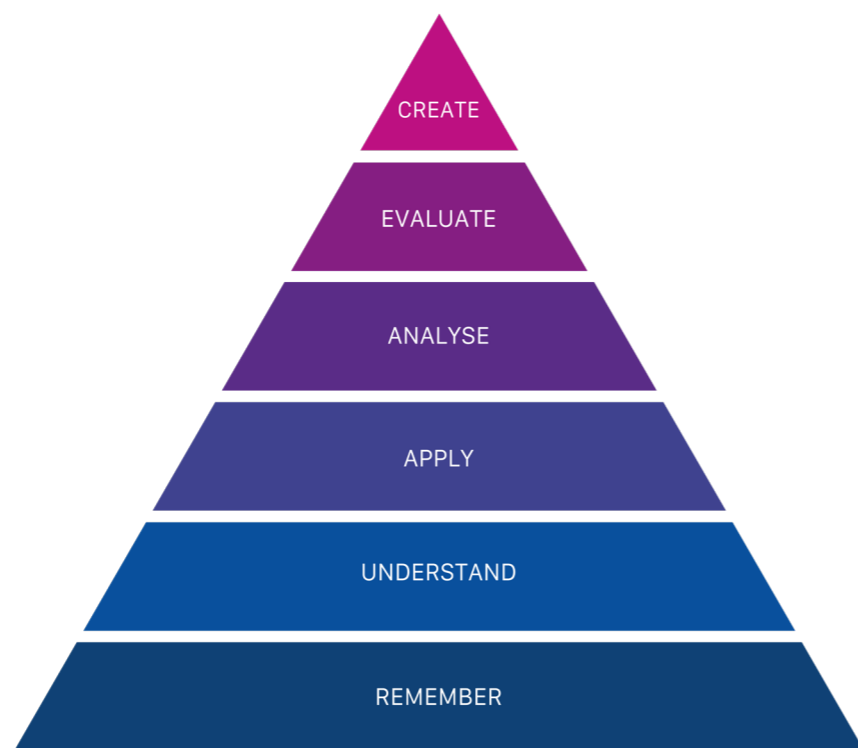 CREATE
EVALUATE
ANALYSE
APPLY
UNDERSTAND
REMEMBER